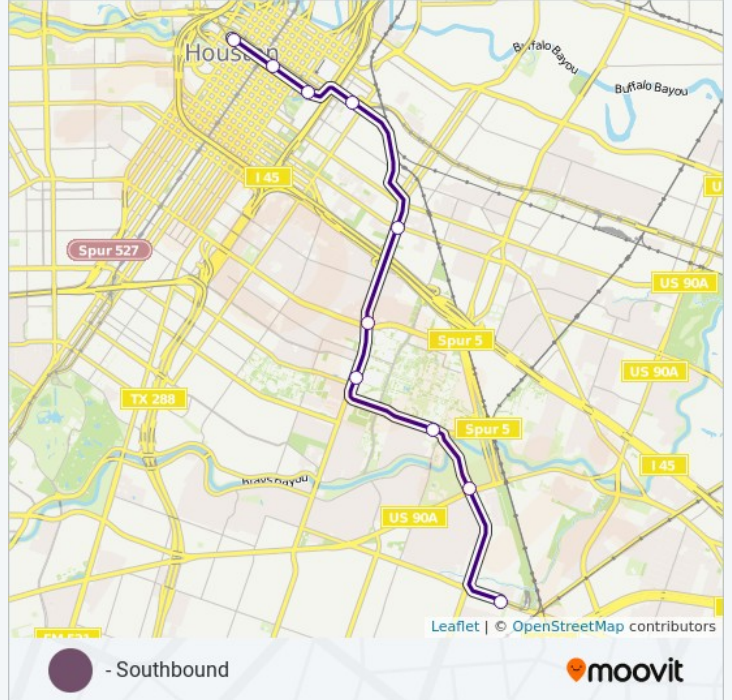 Houston
Buffalo Bayou
Buffalo Bayou
I 45
U
Spur 527
US 90A
Spur 5
US 90A
TX 288
Spur 5
I 45
Brays Bayou
US 90A
Leaflet | © OpenStreetMap contributors
- Southbound
moovit